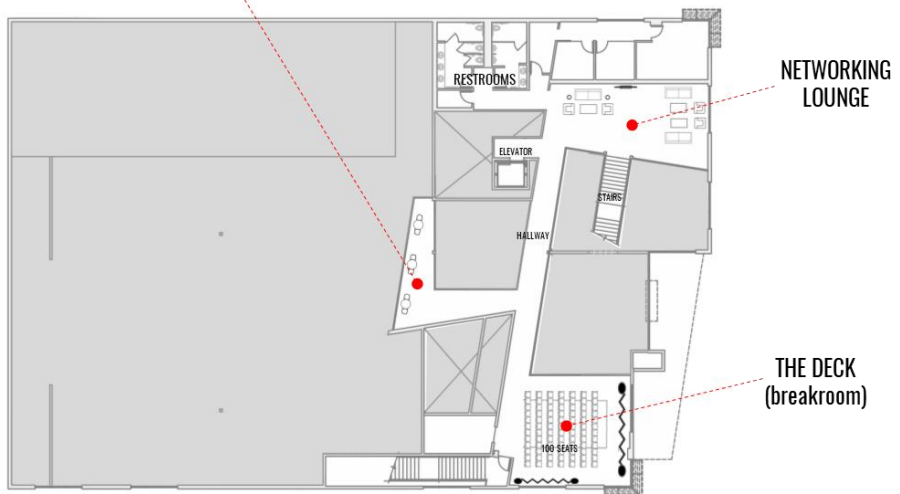 RESTROOMS
NETWORKING
LOUNGE
ELEVATOR
STAIRS
HALLWAY
THE DECK
(breakroom)
100 SEATS